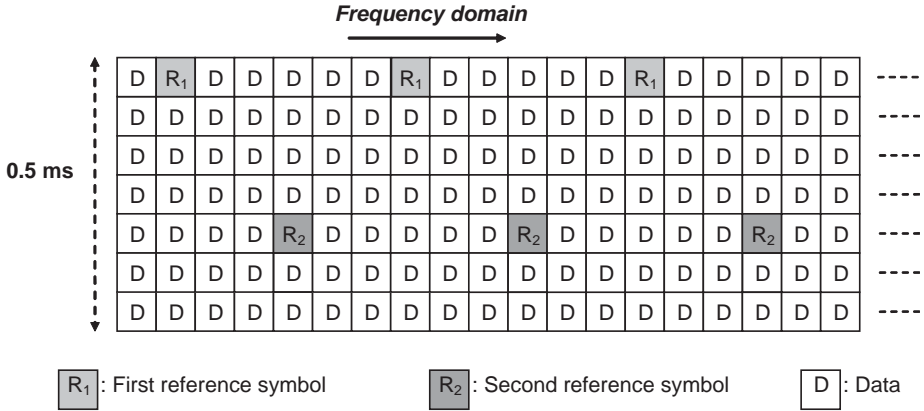 Frequency domain
D R₁ D D D D D R₁ D D D D D R₁ D D D D D
D D D D D D D D D D D D D D D D D D D
D D D D D D D D D D D D D D D D D D D
0.5 ms
D D D D D D D D D D D D D D D D D D D
D D D D R₂ D D D D D R₂ D D D D D R₂ D D
D D D D D D D D D D D D D D D D D D D
D D D D D D D D D D D D D D D D D D D
R₁ : First reference symbol R₂ : Second reference symbol D : Data